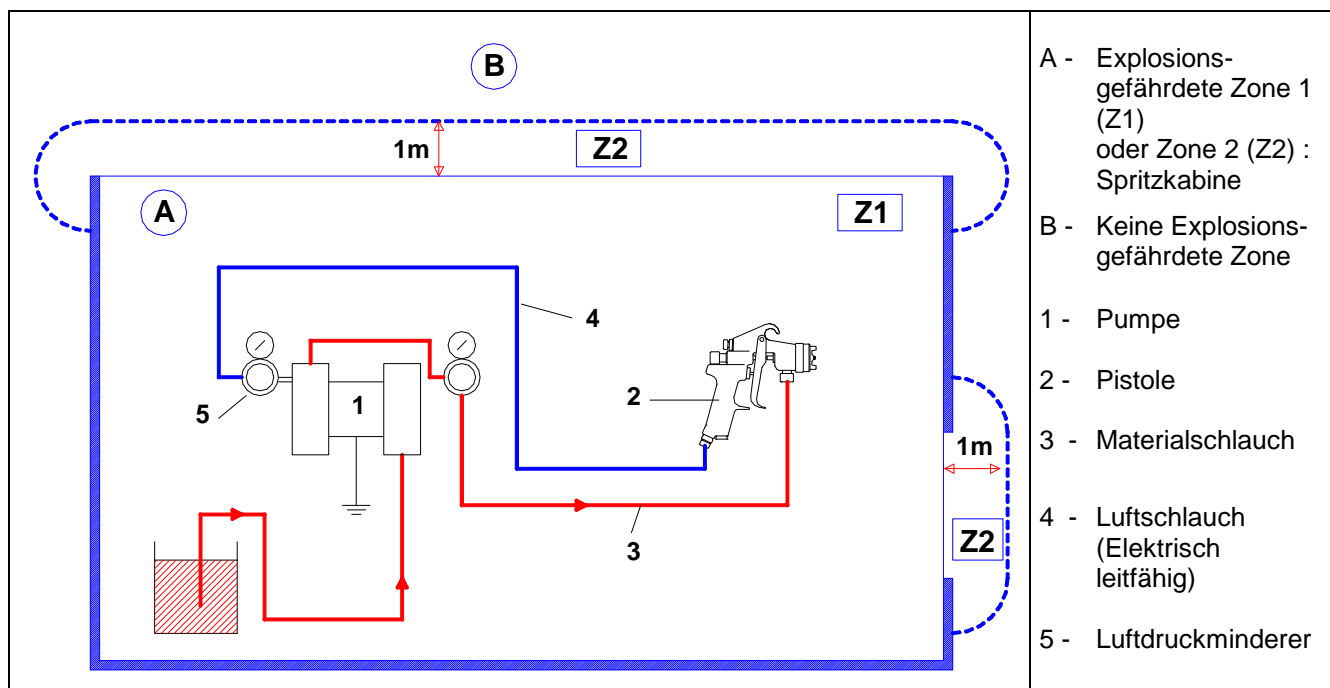 B
1m
Z2
A
Z1
4
5
1
2
1m
3
Z2
A - Explosions-
gefährdete Zone 1
(Z1)
oder Zone 2 (Z2) :
Spritzkabine
B - Keine Explosions-
gefährdete Zone
1 - Pumpe
2 - Pistole
3 - Materialschlauch
4 - Luftschlauch
(Elektrisch
leitfähig)
5 - Luftdruckminderer